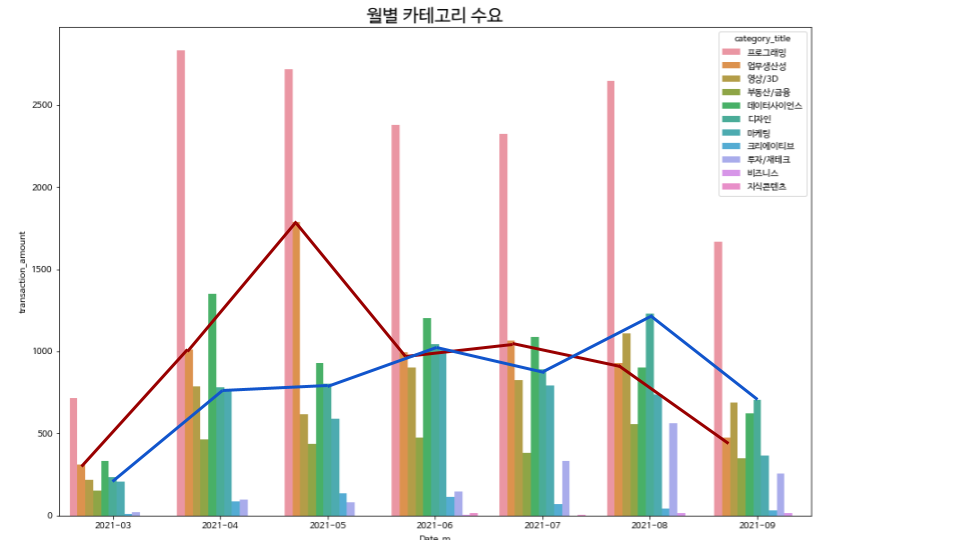 월별 카테고리 수요
category_title
프로그래밍
업무생산성
영상/3D
부동산/금융
데이터사이언스
디자인
마케팅
크리에이티브
투자/재테크
비즈니스
지식콘텐츠
transaction_amount
2500
2000
1500
1000
500
0
2021-03 2021-04 2021-05 2021-06 2021-07 2021-08 2021-09
Date_m